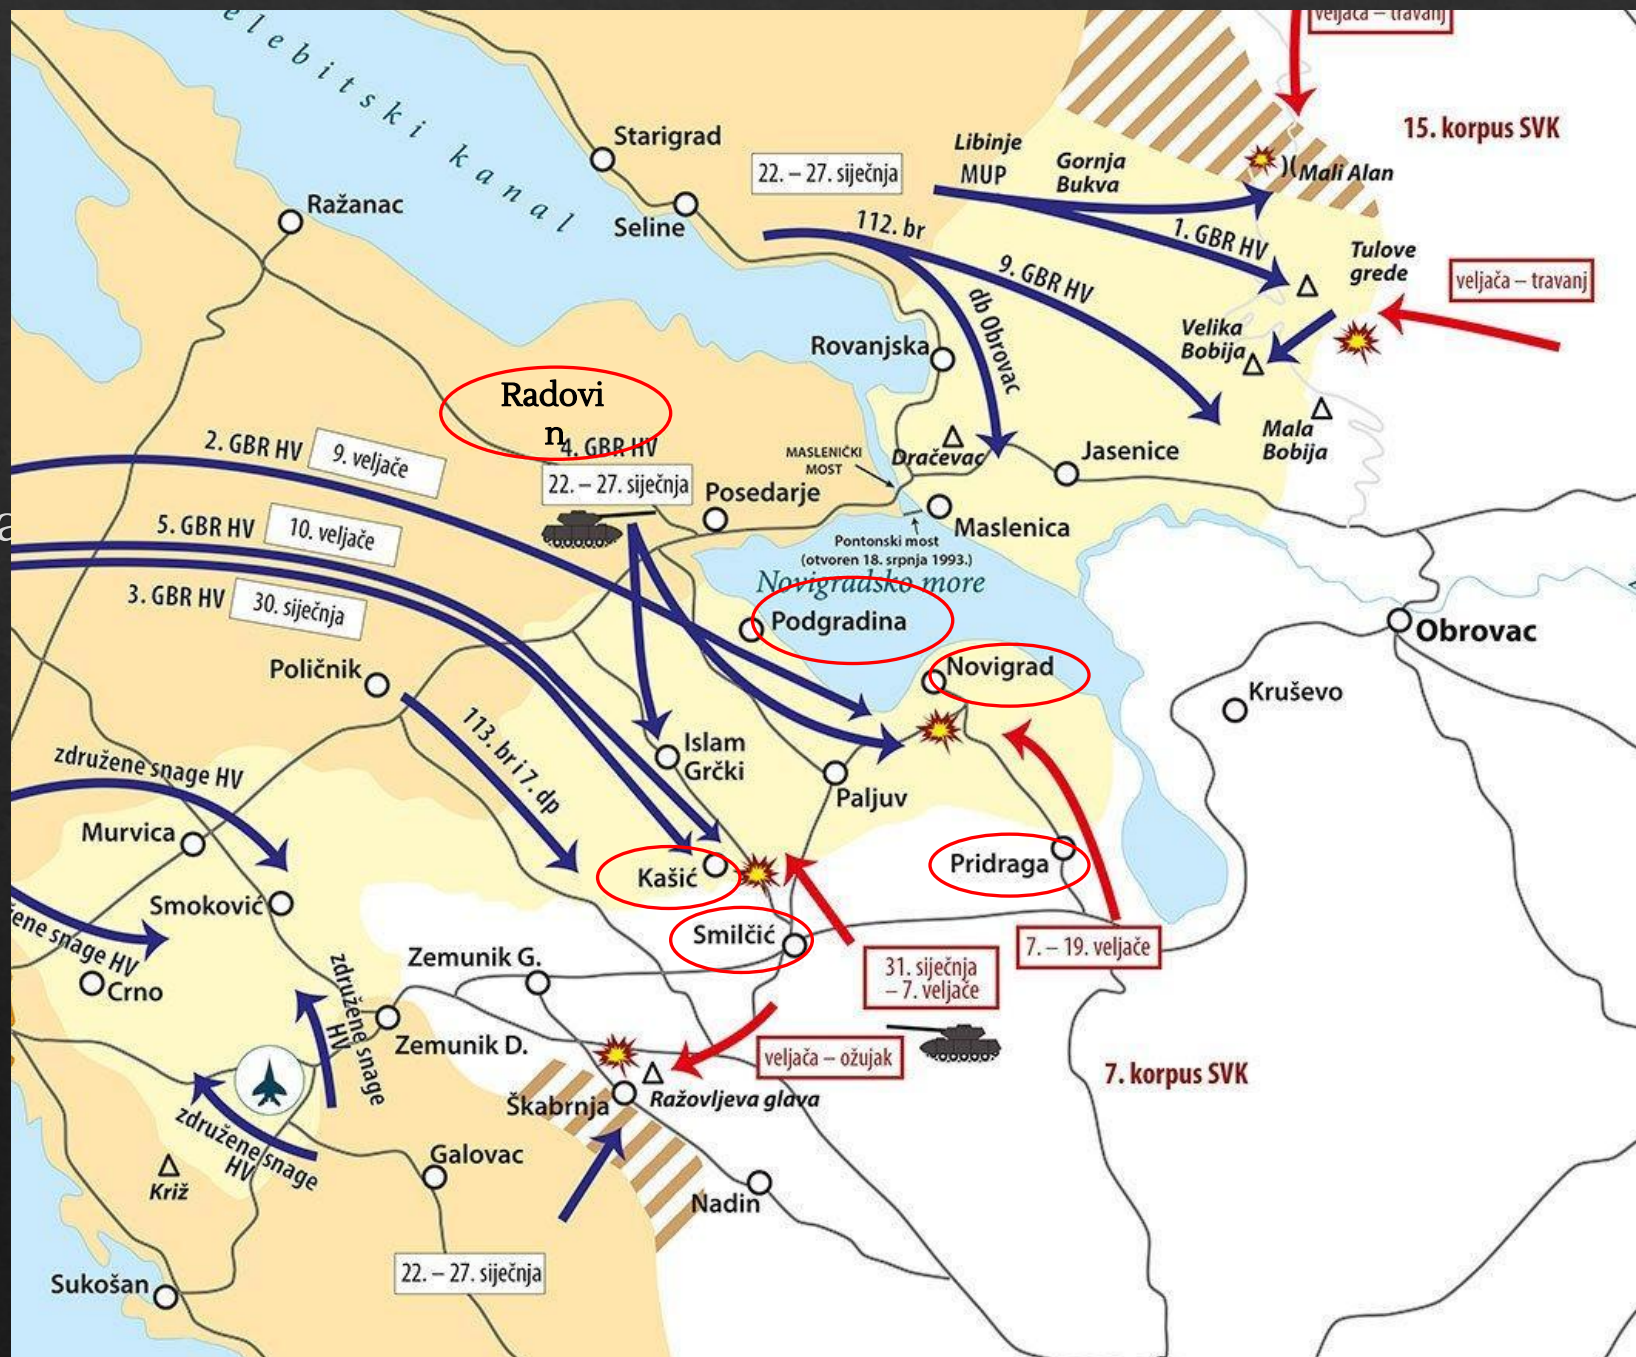 veljača – travanj
elebitski kanal
15. korpus SVK
Starigrad
Libinje
MUP
Gornja
Bukva
22. – 27. siječnja
)(Mali Alan
Ražanac
Seline
112. br
1. GBR HV
Tulove
grede
9. GBR HV
veljača – travanj
db Obrovac
Velika
Bobija
Rovanjska
Radovi
n
4. GBR HV
2. GBR HV
9. veljače
22. – 27. siječnja
Posedarje
MASLENIČKI
MOST
Dračevac
Jasenice
Mala
Bobija
5. GBR HV
10. veljače
Maslenica
Pontonski most
(otvoren 18. srpnja 1993.)
Novigradsko more
3. GBR HV
30. siječnja
Podgradina
Obrovac
Poličnik
Novigrad
Kruševo
113. br i 7. dp
Islam
Grčki
združene snage HV
Paljuv
Murvica
Kašić
Pridraga
Smoković
Smilčić
7. – 19. veljače
ene snage HV
Zemunik G.
31. siječnja
– 7. veljače
Crno
združene snage
HV
Zemunik D.
veljača – ožujak
7. korpus SVK
Škabrnja
Ražovljeva glava
združene snage
HV
Galovac
Križ
Nadin
22. – 27. siječnja
Sukošan